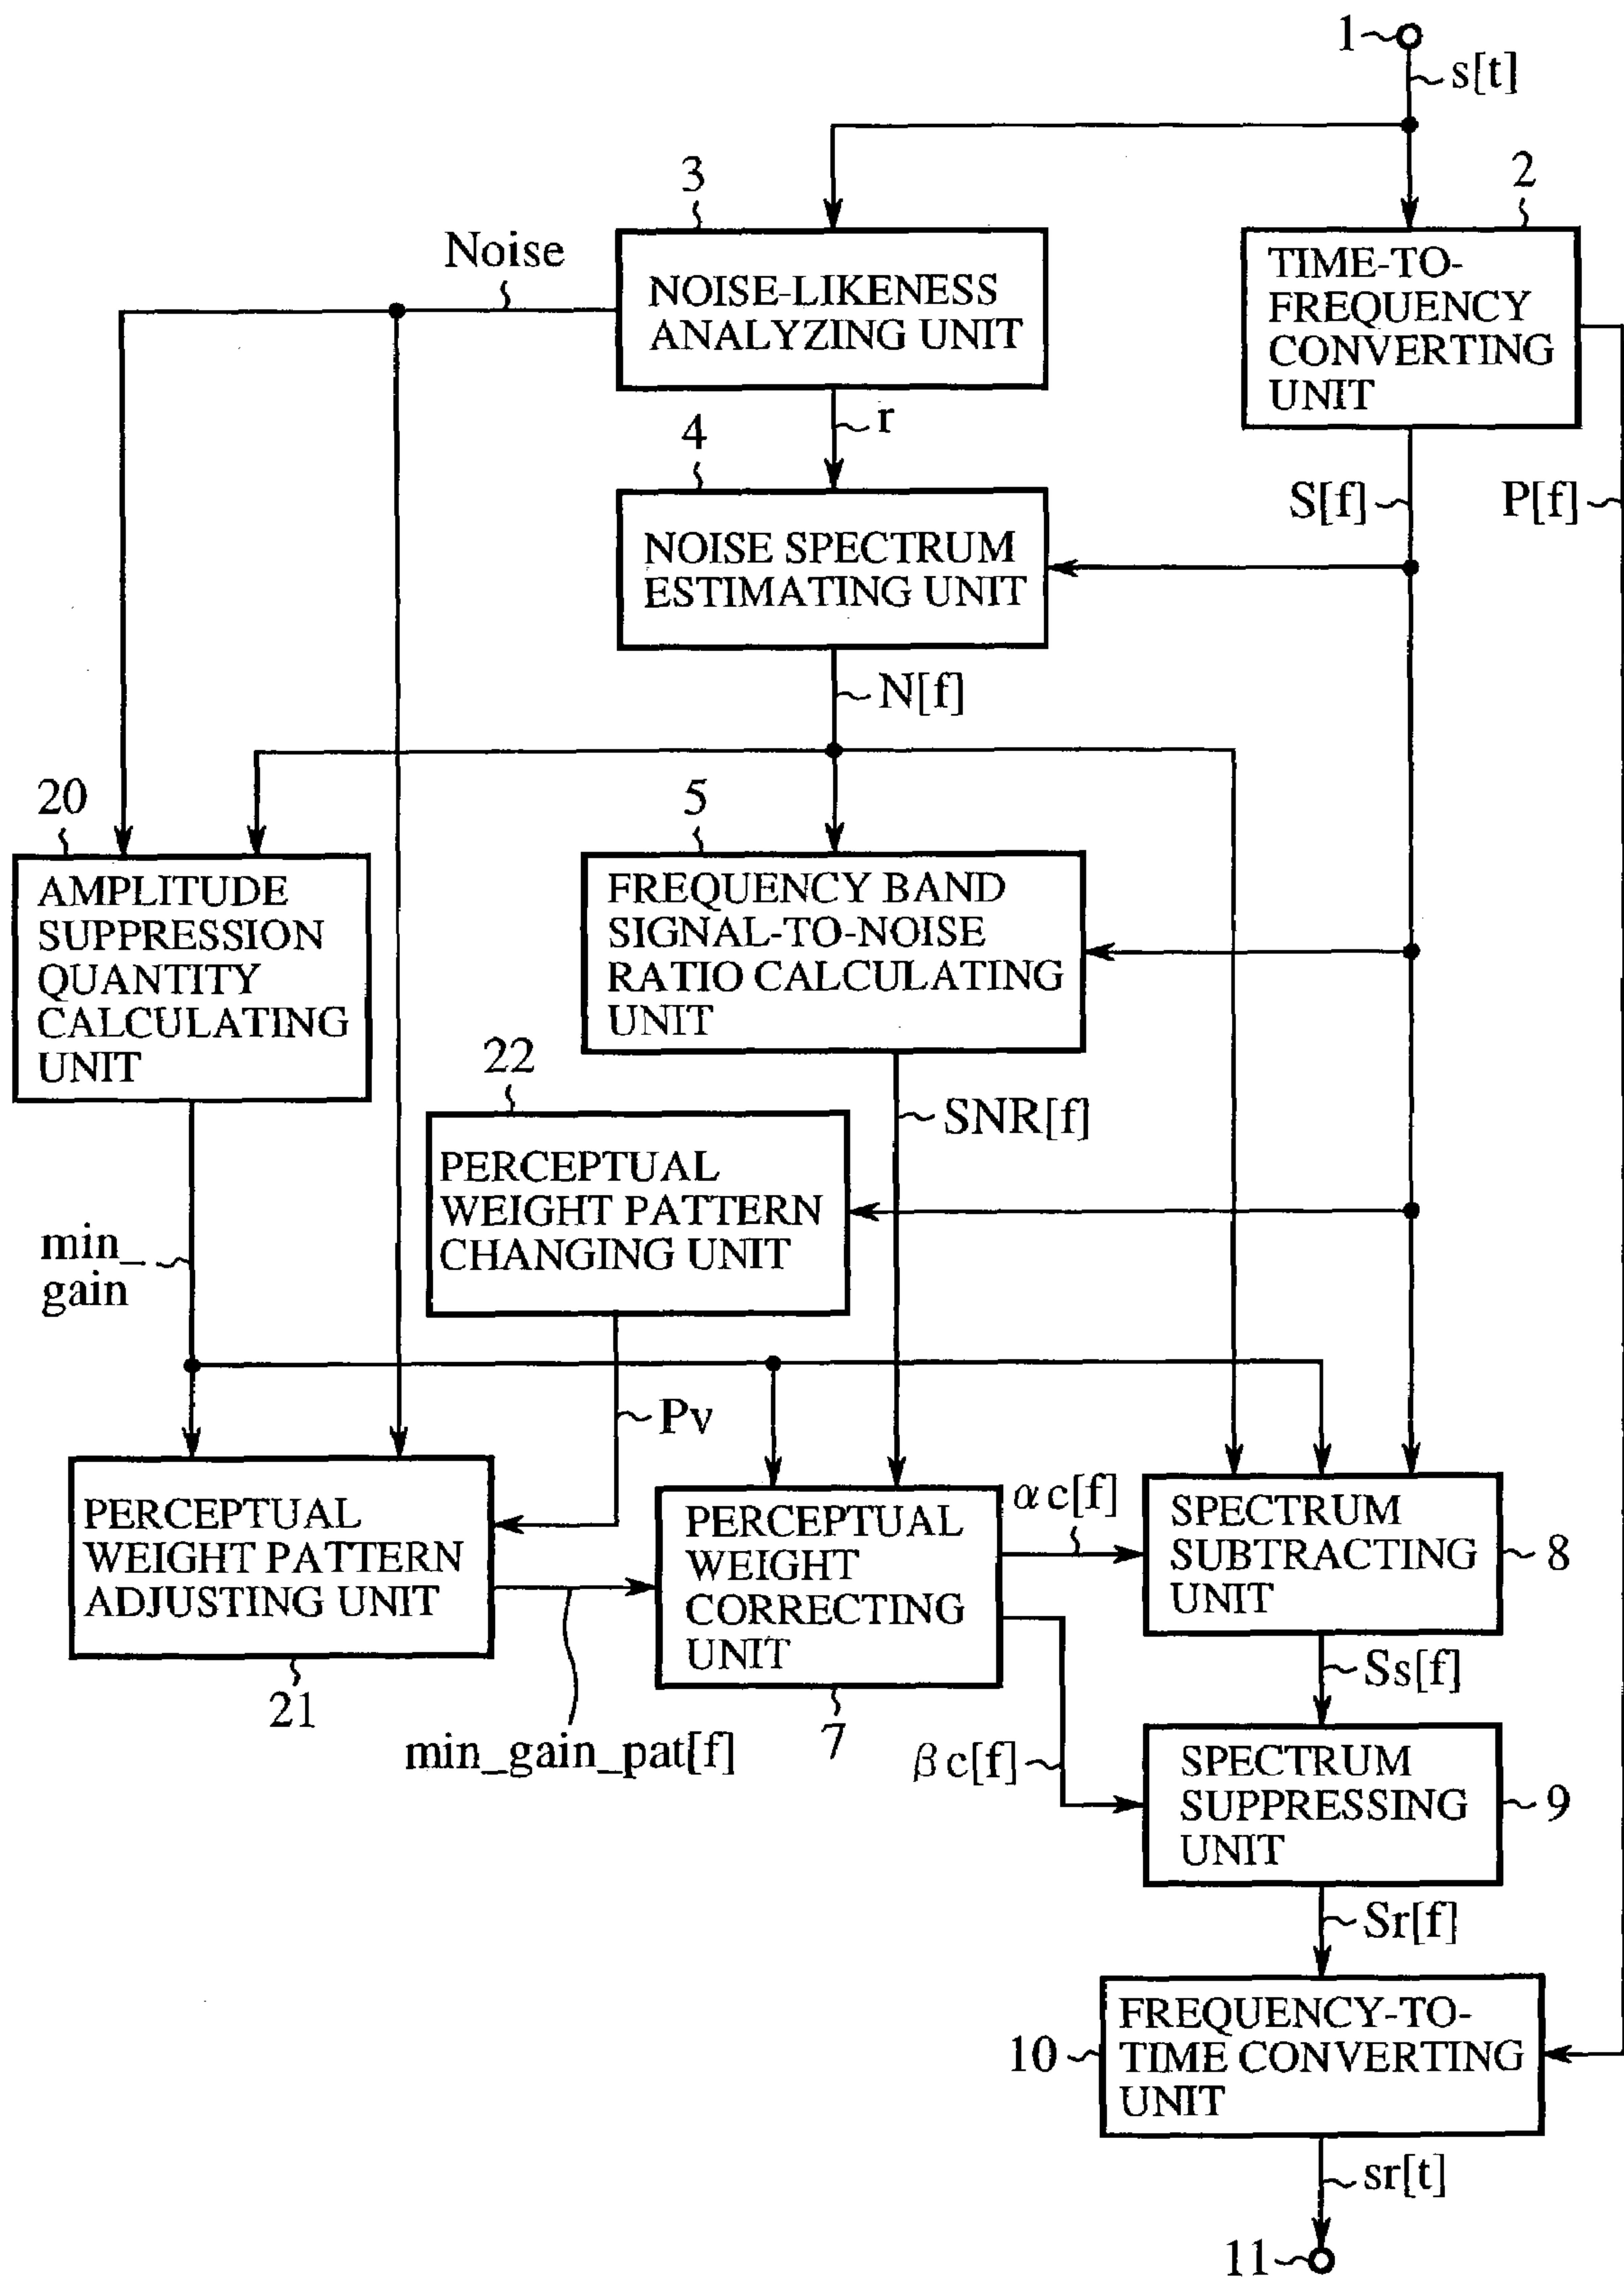 1
s[t]
3
2
Noise
NOISE-LIKENESS
ANALYZING UNIT
TIME-TO-
FREQUENCY
CONVERTING
UNIT
r
4
S[f]
P[f]
NOISE SPECTRUM
ESTIMATING UNIT
N[f]
20
5
AMPLITUDE
SUPPRESSION
QUANTITY
CALCULATING
UNIT
FREQUENCY BAND
SIGNAL-TO-NOISE
RATIO CALCULATING
UNIT
22
SNR[f]
PERCEPTUAL
WEIGHT PATTERN
CHANGING UNIT
min_
gain
Pv
PERCEPTUAL
WEIGHT PATTERN
ADJUSTING UNIT
21
min_gain_pat[f]
PERCEPTUAL
WEIGHT
CORRECTING
UNIT
7
αc[f]
βc[f]
SPECTRUM
SUBTRACTING
UNIT
8
Ss[f]
SPECTRUM
SUPPRESSING
UNIT
9
Sr[f]
10
FREQUENCY-TO-
TIME CONVERTING
UNIT
sr[t]
11